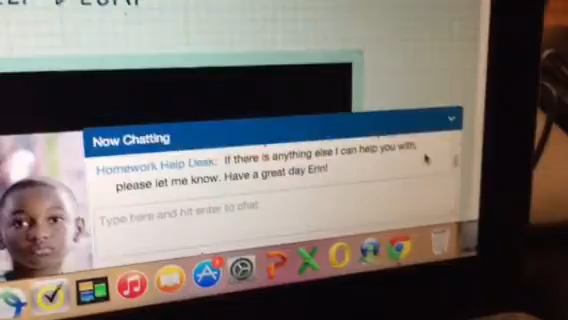 Now Chatting
Homework Help Desk: If there is anything else I can help you with,
please let me know. Have a great day Erin!
Type here and hit enter to chat